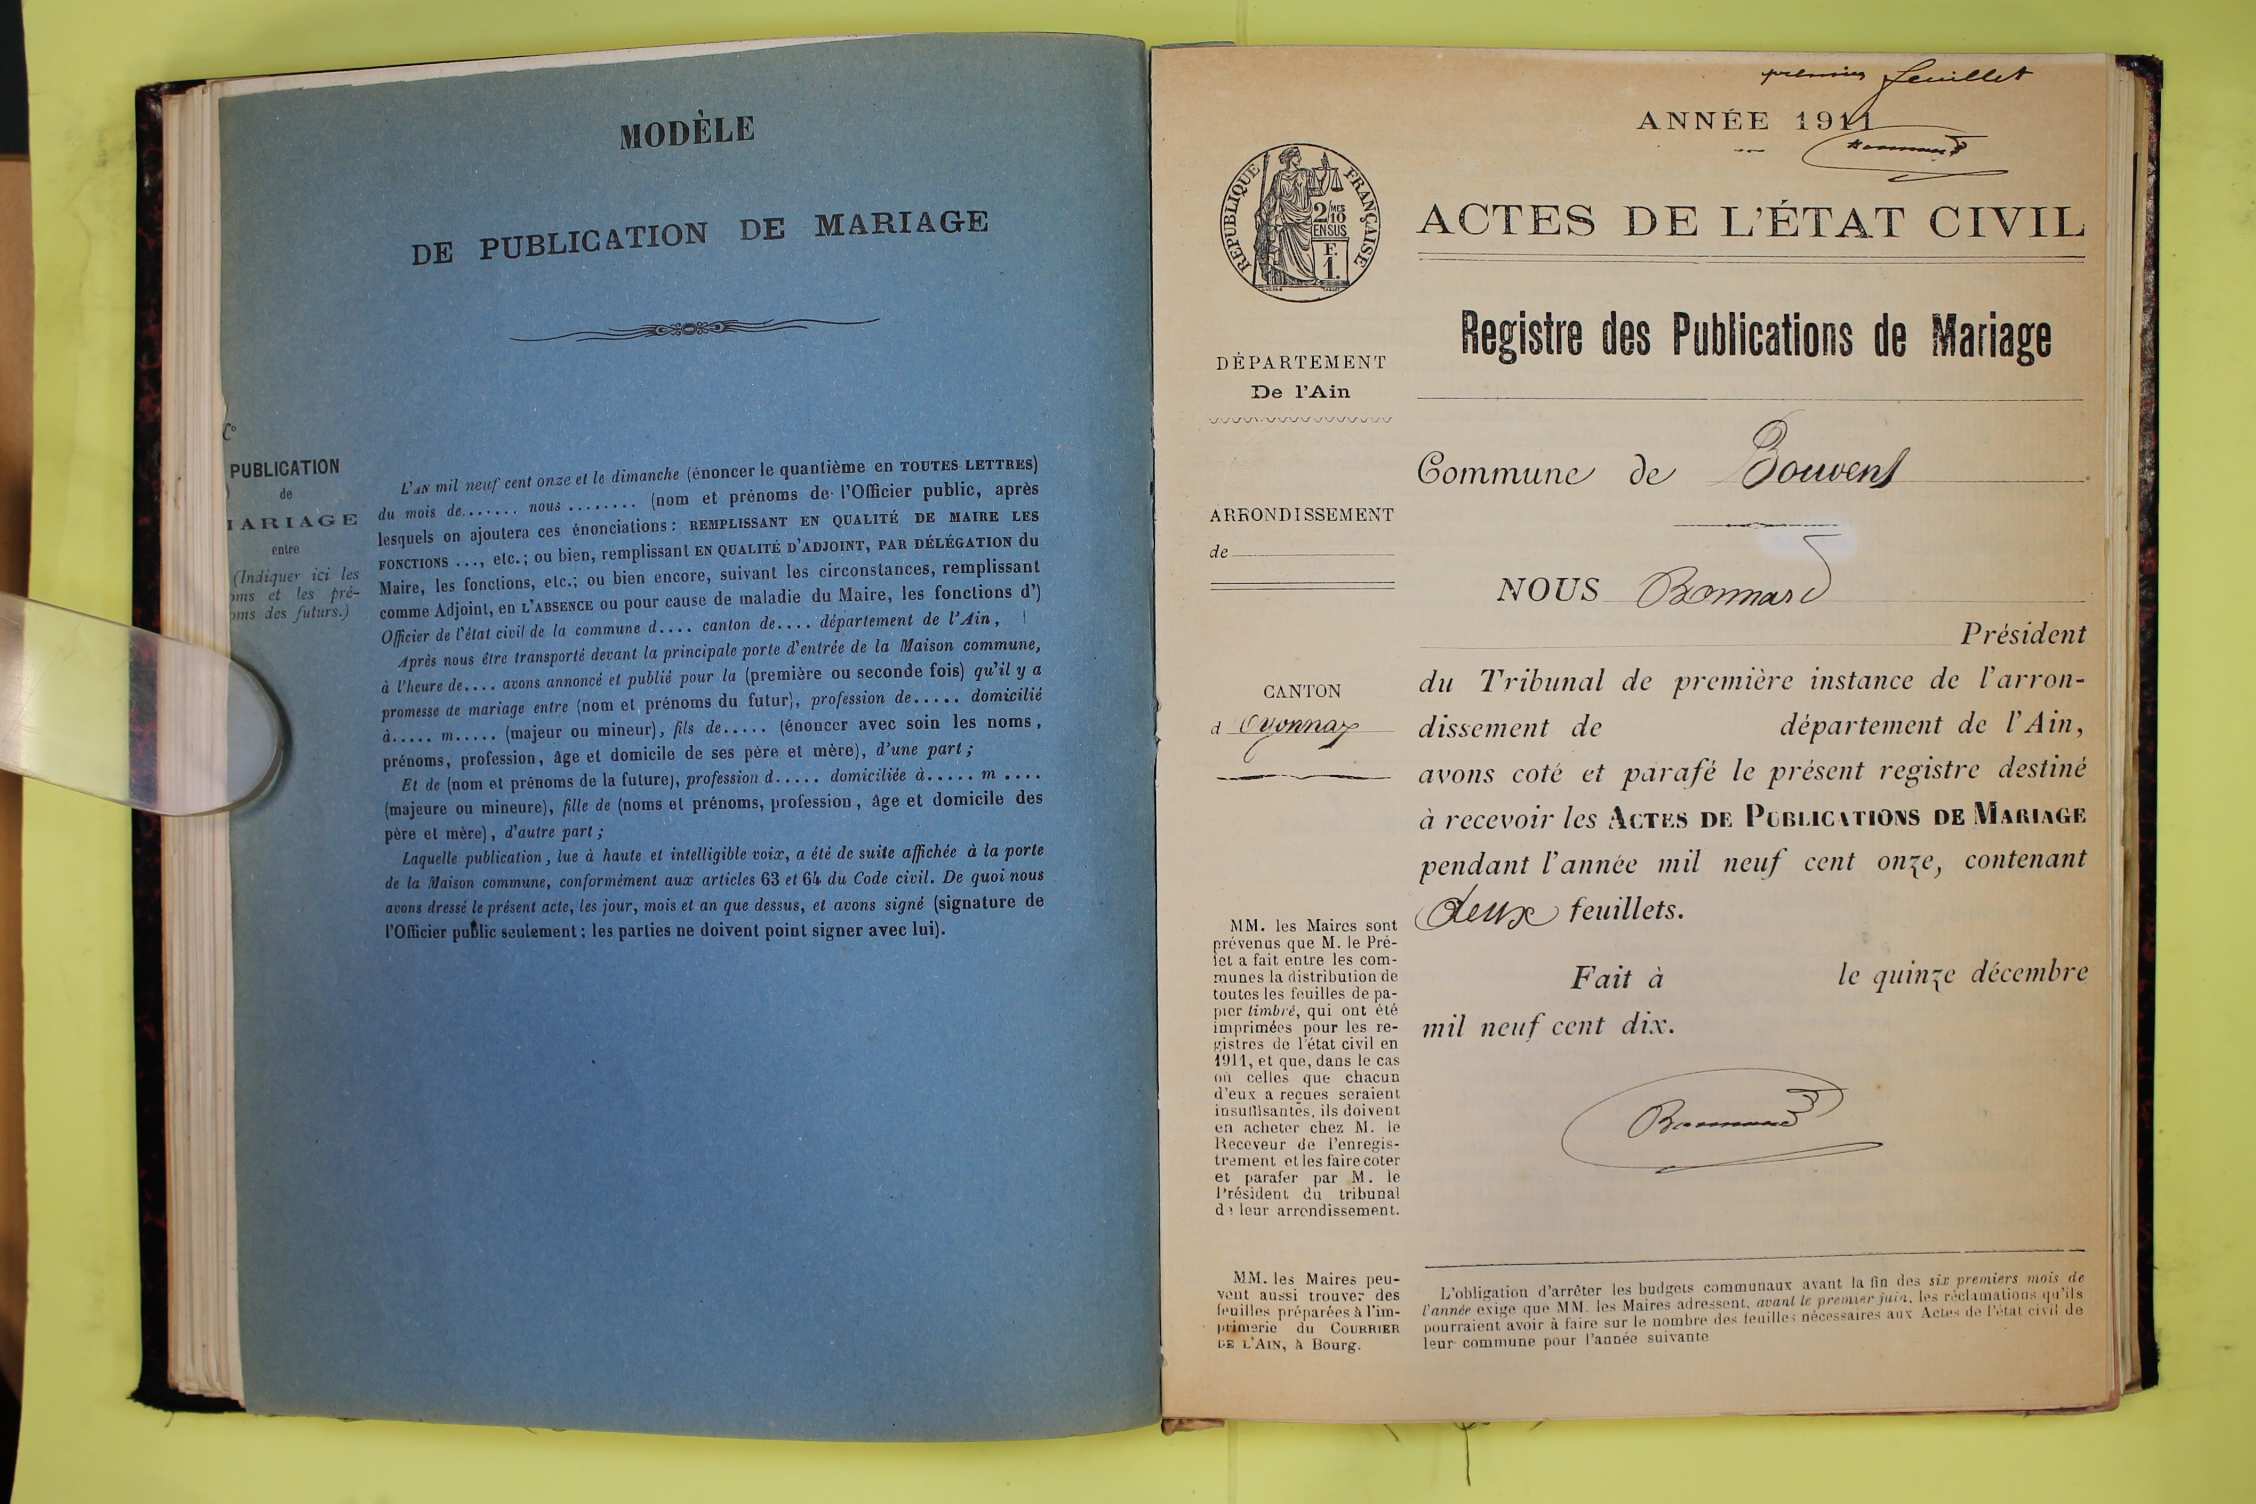 MODÈLE
DE PUBLICATION DE MARIAGE
PUBLICATION
de
MARIAGE
entre
(Indiquer ici les
oms et les pré-
oms des futurs.)
L'AN mil neuf cent onze et le dimanche (énoncer le quantième en TOUTES LETTRES)
du mois de....... nous ........ (nom et prénoms de l'Officier public, après
lesquels on ajoutera ces énonciations : REMPLISSANT EN QUALITÉ DE MAIRE LES
FONCTIONS ..., etc.; ou bien, remplissant EN QUALITÉ D'ADJOINT, PAR DÉLÉGATION du
Maire, les fonctions, etc.; ou bien encore, suivant les circonstances, remplissant
comme Adjoint, en L'ABSENCE ou pour cause de maladie du Maire, les fonctions d')
Officier de l'état civil de la commune d.... canton de.... département de l'Ain,
Après nous être transporté devant la principale porte d'entrée de la Maison commune,
à l'heure de.... avons annoncé et publié pour la (première ou seconde fois) qu'il y a
promesse de mariage entre (nom et prénoms du futur), profession de..... domicilié
à..... m..... (majeur ou mineur), fils de..... (énoncer avec soin les noms,
prénoms, profession, âge et domicile de ses père et mère), d'une part;
Et de (nom et prénoms de la future), profession d..... domiciliée à..... m ....
(majeure ou mineure), fille de (noms et prénoms, profession, âge et domicile des
père et mère), d'autre part;
Laquelle publication, lue à haute et intelligible voix, a été de suite affichée à la porte
de la Maison commune, conformément aux articles 63 et 64 du Code civil. De quoi nous
avons dressé le présent acte, les jour, mois et an que dessus, et avons signé (signature de
l'Officier public seulement; les parties ne doivent point signer avec lui).
premier feuillet
ANNÉE 1911
Bonnard
RÉPUBLIQUE FRANÇAISE
2/MES 10
EN SUS
F.
1.
ACTES DE L'ÉTAT CIVIL
Registre des Publications de Mariage
DÉPARTEMENT
De l'Ain
Commune de Bouvent
ARRONDISSEMENT
de
NOUS Bonnard
Président
du Tribunal de première instance de l'arron-
dissement de département de l'Ain,
avons coté et parafé le présent registre destiné
à recevoir les ACTES DE PUBLICATIONS DE MARIAGE
pendant l'année mil neuf cent onze, contenant
deux feuillets.
Fait à le quinze décembre
mil neuf cent dix.
Bonnard
CANTON
d'Oyonnax
MM. les Maires sont
prévenus que M. le Pré-
fet a fait entre les com-
munes la distribution de
toutes les feuilles de pa-
pier timbré, qui ont été
imprimées pour les re-
gistres de l'état civil en
1911, et que, dans le cas
où celles que chacun
d'eux a reçues seraient
insuffisantes, ils doivent
en acheter chez M. le
Receveur de l'enregis-
trement et les faire coter
et parafer par M. le
Président du tribunal
de leur arrondissement.
MM. les Maires peu-
vent aussi trouver des
feuilles préparées à l'im-
primerie du COURRIER
DE L'AIN, à Bourg.
L'obligation d'arrêter les budgets communaux avant la fin des six premiers mois de
l'année exige que MM. les Maires adressent, avant le premier juin, les réclamations qu'ils
pourraient avoir à faire sur le nombre des feuilles nécessaires aux Actes de l'état civil de
leur commune pour l'année suivante